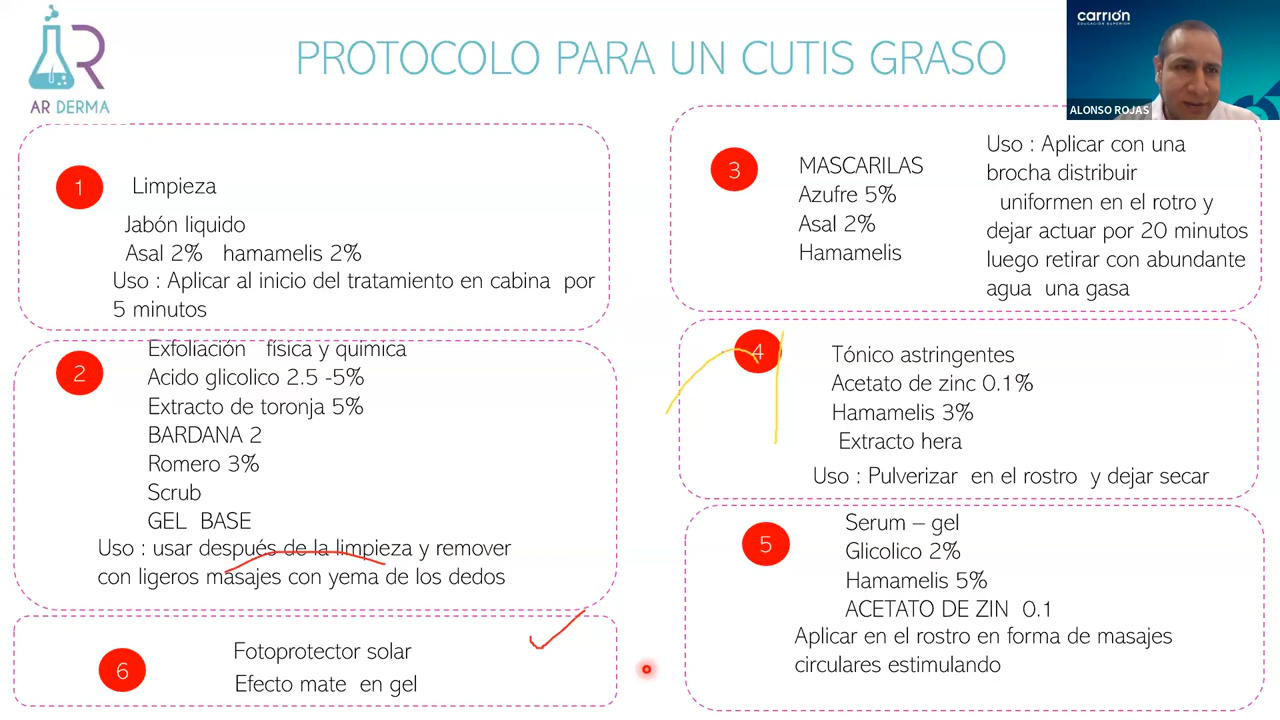 AR DERMA
PROTOCOLO PARA UN CUTIS GRASO
carrión
EDUCACIÓN SUPERIOR
ALONSO ROJAS
1
Limpieza
Jabón liquido
Asal 2% hamamelis 2%
Uso : Aplicar al inicio del tratamiento en cabina por
5 minutos
2
Exfoliación física y quimica
Acido glicolico 2.5 -5%
Extracto de toronja 5%
BARDANA 2
Romero 3%
Scrub
GEL BASE
Uso : usar después de la limpieza y remover
con ligeros masajes con yema de los dedos
3
MASCARILAS
Azufre 5%
Asal 2%
Hamamelis
Uso : Aplicar con una
brocha distribuir
uniformen en el rotro y
dejar actuar por 20 minutos
luego retirar con abundante
agua una gasa
4
Tónico astringentes
Acetato de zinc 0.1%
Hamamelis 3%
Extracto hera
Uso : Pulverizar en el rostro y dejar secar
5
Serum – gel
Glicolico 2%
Hamamelis 5%
ACETATO DE ZIN 0.1
Aplicar en el rostro en forma de masajes
circulares estimulando
6
Fotoprotector solar
Efecto mate en gel